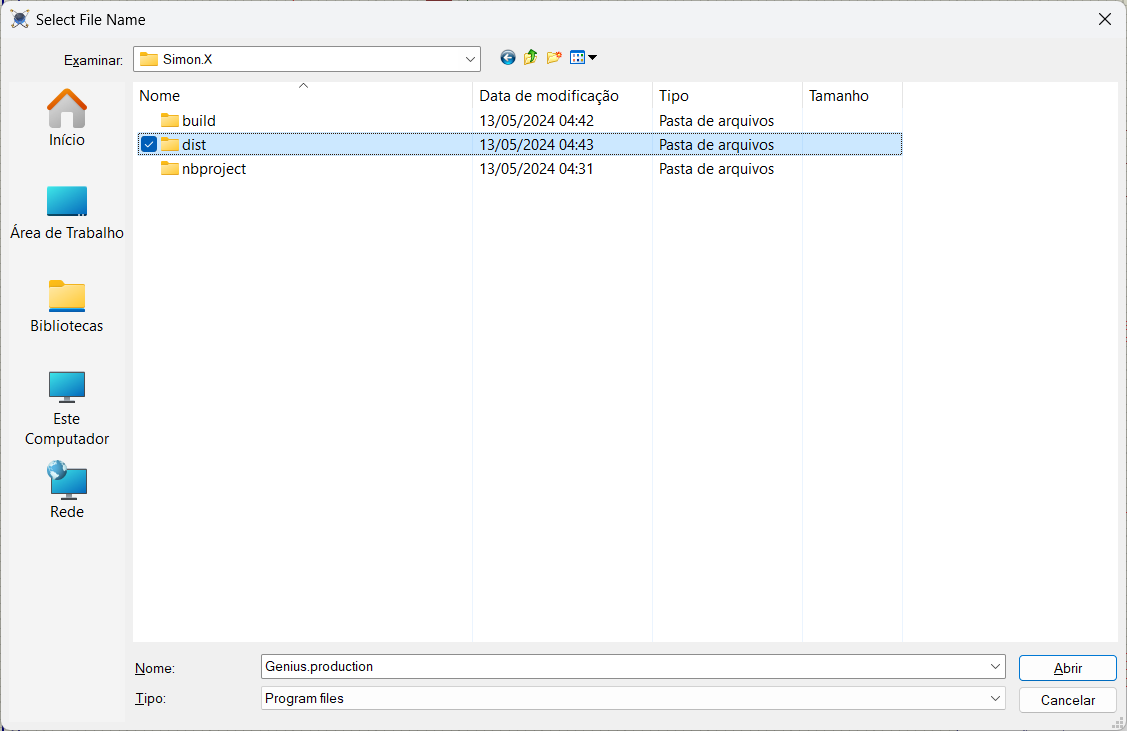 Select File Name
Examinar: Simon.X
Nome Data de modificação Tipo Tamanho
build 13/05/2024 04:42 Pasta de arquivos
dist 13/05/2024 04:43 Pasta de arquivos
nbproject 13/05/2024 04:31 Pasta de arquivos
Início
Área de Trabalho
Bibliotecas
Este
Computador
Rede
Nome: Genius.production Abrir
Tipo: Program files Cancelar